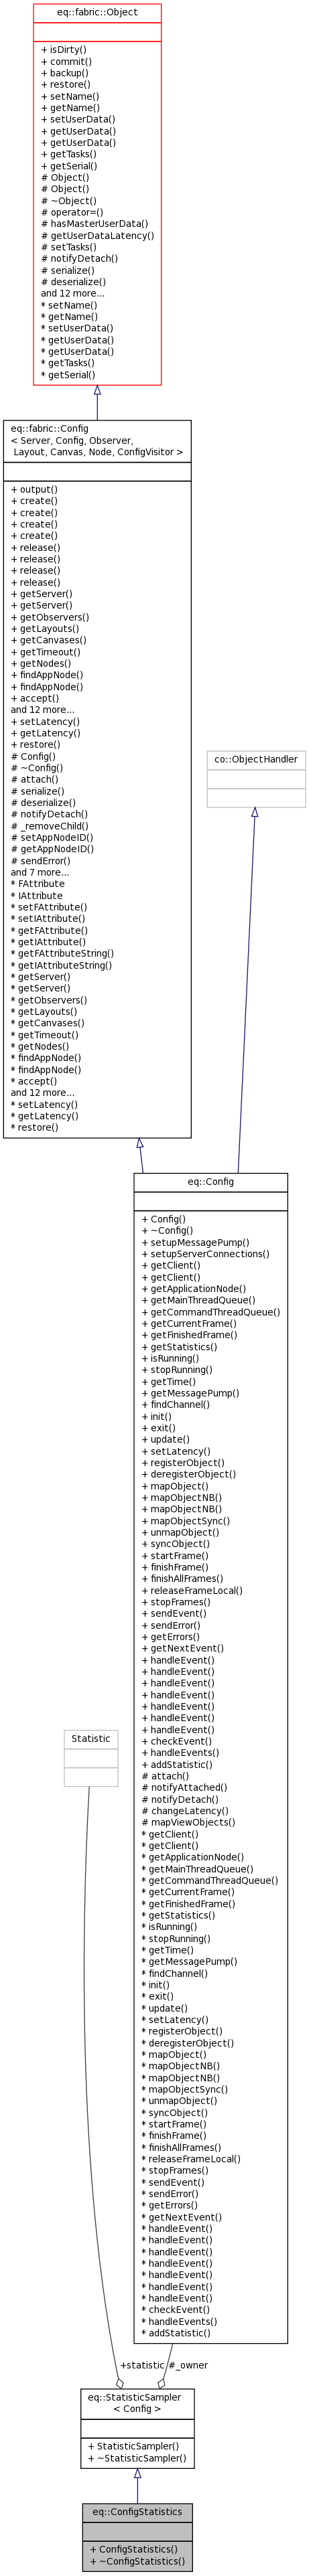 eq::fabric::Object
+ isDirty()
+ commit()
+ backup()
+ restore()
+ setName()
+ getName()
+ setUserData()
+ getUserData()
+ getUserData()
+ getTasks()
+ getSerial()
# Object()
# Object()
# ~Object()
# operator=()
# hasMasterUserData()
# getUserDataLatency()
# setTasks()
# notifyDetach()
# serialize()
# deserialize()
and 12 more...
* setName()
* getName()
* setUserData()
* getUserData()
* getUserData()
* getTasks()
* getSerial()
eq::fabric::Config
< Server, Config, Observer,
Layout, Canvas, Node, ConfigVisitor >
+ output()
+ create()
+ create()
+ create()
+ create()
+ release()
+ release()
+ release()
+ release()
+ getServer()
+ getServer()
+ getObservers()
+ getLayouts()
+ getCanvases()
+ getTimeout()
+ getNodes()
+ findAppNode()
+ findAppNode()
+ accept()
and 12 more...
+ setLatency()
+ getLatency()
+ restore()
# Config()
# ~Config()
# attach()
# serialize()
# deserialize()
# notifyDetach()
# _removeChild()
# setAppNodeID()
# getAppNodeID()
# sendError()
and 7 more...
* FAttribute
* IAttribute
* setFAttribute()
* setIAttribute()
* getFAttribute()
* getIAttribute()
* getFAttributeString()
* getIAttributeString()
* getServer()
* getServer()
* getObservers()
* getLayouts()
* getCanvases()
* getTimeout()
* getNodes()
* findAppNode()
* findAppNode()
* accept()
and 12 more...
* setLatency()
* getLatency()
* restore()
co::ObjectHandler
eq::Config
+ Config()
+ ~Config()
+ setupMessagePump()
+ setupServerConnections()
+ getClient()
+ getClient()
+ getApplicationNode()
+ getMainThreadQueue()
+ getCommandThreadQueue()
+ getCurrentFrame()
+ getFinishedFrame()
+ getStatistics()
+ isRunning()
+ stopRunning()
+ getTime()
+ getMessagePump()
+ findChannel()
+ init()
+ exit()
+ update()
+ setLatency()
+ registerObject()
+ deregisterObject()
+ mapObject()
+ mapObjectNB()
+ mapObjectNB()
+ mapObjectSync()
+ unmapObject()
+ syncObject()
+ startFrame()
+ finishFrame()
+ finishAllFrames()
+ releaseFrameLocal()
+ stopFrames()
+ sendEvent()
+ sendError()
+ getErrors()
+ getNextEvent()
+ handleEvent()
+ handleEvent()
+ handleEvent()
+ handleEvent()
+ handleEvent()
+ handleEvent()
+ handleEvent()
+ checkEvent()
+ handleEvents()
+ addStatistic()
# attach()
# notifyAttached()
# notifyDetach()
# changeLatency()
# mapViewObjects()
* getClient()
* getClient()
* getApplicationNode()
* getMainThreadQueue()
* getCommandThreadQueue()
* getCurrentFrame()
* getFinishedFrame()
* getStatistics()
* isRunning()
* stopRunning()
* getTime()
* getMessagePump()
* findChannel()
* init()
* exit()
* update()
* setLatency()
* registerObject()
* deregisterObject()
* mapObject()
* mapObjectNB()
* mapObjectNB()
* mapObjectSync()
* unmapObject()
* syncObject()
* startFrame()
* finishFrame()
* finishAllFrames()
* releaseFrameLocal()
* stopFrames()
* sendEvent()
* sendError()
* getErrors()
* getNextEvent()
* handleEvent()
* handleEvent()
* handleEvent()
* handleEvent()
* handleEvent()
* handleEvent()
* handleEvent()
* checkEvent()
* handleEvents()
* addStatistic()
Statistic
+statistic
#_owner
eq::StatisticSampler
< Config >
+ StatisticSampler()
+ ~StatisticSampler()
eq::ConfigStatistics
+ ConfigStatistics()
+ ~ConfigStatistics()